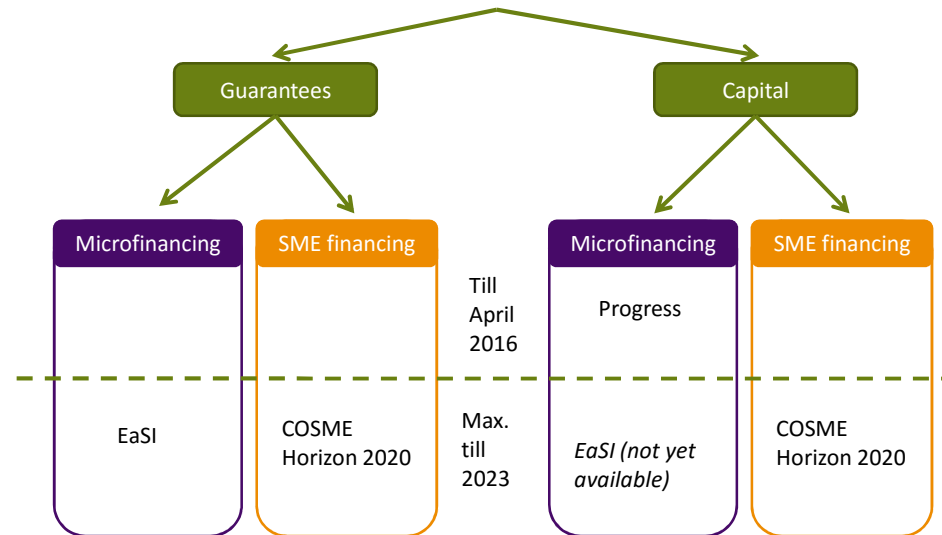 Guarantees
Capital
Microfinancing
SME financing
Microfinancing
SME financing
Till
April
2016
Progress
EaSI
COSME
Horizon 2020
Max.
till
2023
EaSI (not yet
available)
COSME
Horizon 2020